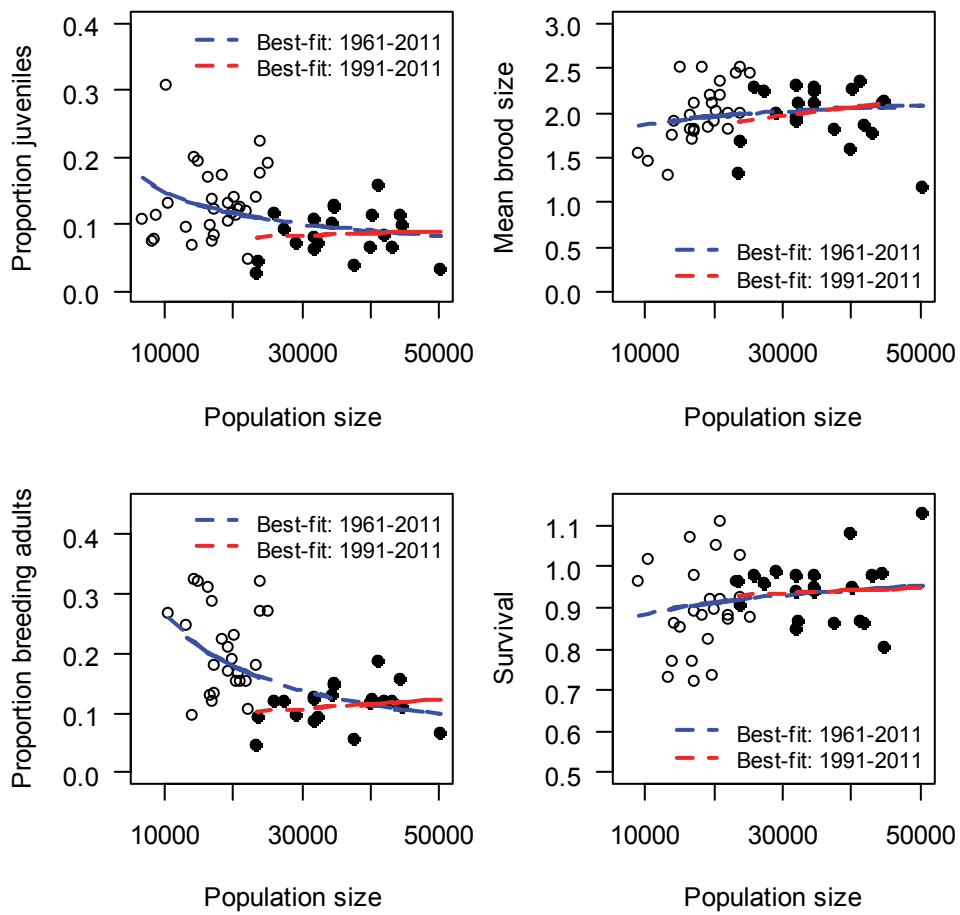 Proportion juveniles
0.4
0.3
0.2
0.1
0.0
Best-fit: 1961-2011
Best-fit: 1991-2011
10000 30000 50000
Population size
Mean brood size
3.0
2.5
2.0
1.5
1.0
0.5
0.0
Best-fit: 1961-2011
Best-fit: 1991-2011
10000 30000 50000
Population size
Proportion breeding adults
0.4
0.3
0.2
0.1
0.0
Best-fit: 1961-2011
Best-fit: 1991-2011
10000 30000 50000
Population size
Survival
1.1
1.0
0.9
0.8
0.7
0.6
0.5
Best-fit: 1961-2011
Best-fit: 1991-2011
10000 30000 50000
Population size